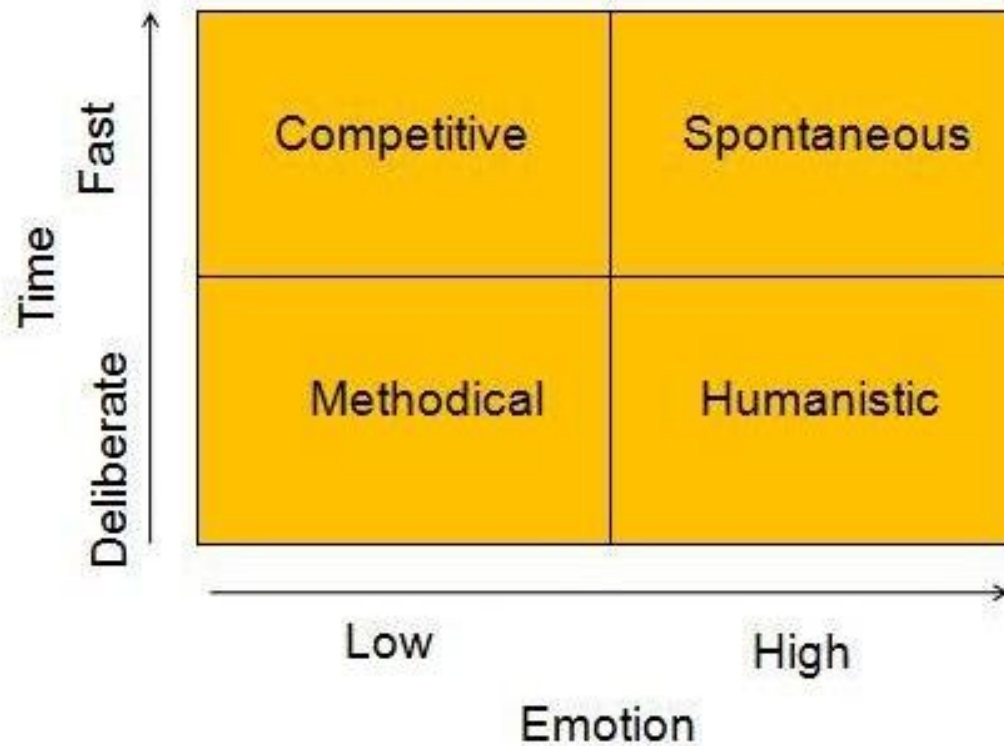 Fast
Time
Deliberate
Competitive
Spontaneous
Methodical
Humanistic
Low
High
Emotion